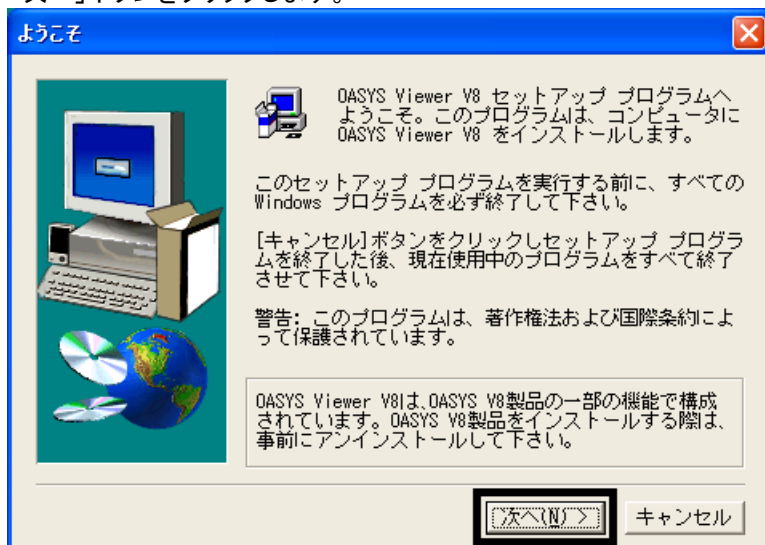 ようこそ
OASYS Viewer V8 セットアップ プログラムへ
ようこそ。このプログラムは、コンピュータに
OASYS Viewer V8 をインストールします。
このセットアップ プログラムを実行する前に、すべての
Windows プログラムを必ず終了して下さい。
[キャンセル]ボタンをクリックしセットアップ プログラ
ムを終了した後、現在使用中のプログラムをすべて終了
させて下さい。
警告: このプログラムは、著作権法および国際条約によ
って保護されています。
OASYS Viewer V8は、OASYS V8製品の一部の機能で構成
されています。OASYS V8製品をインストールする際は、
事前にアンインストールして下さい。
次へ(N) >
キャンセル